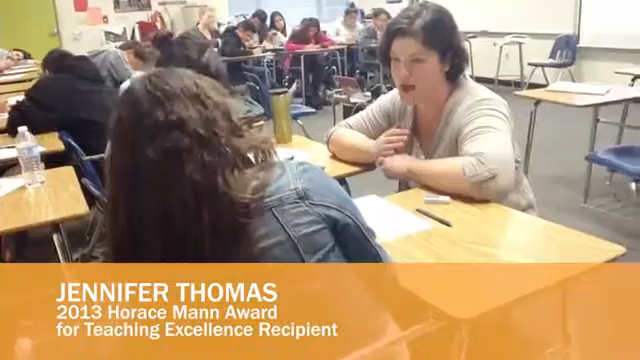 JENNIFER THOMAS
2013 Horace Mann Award
for Teaching Excellence Recipient